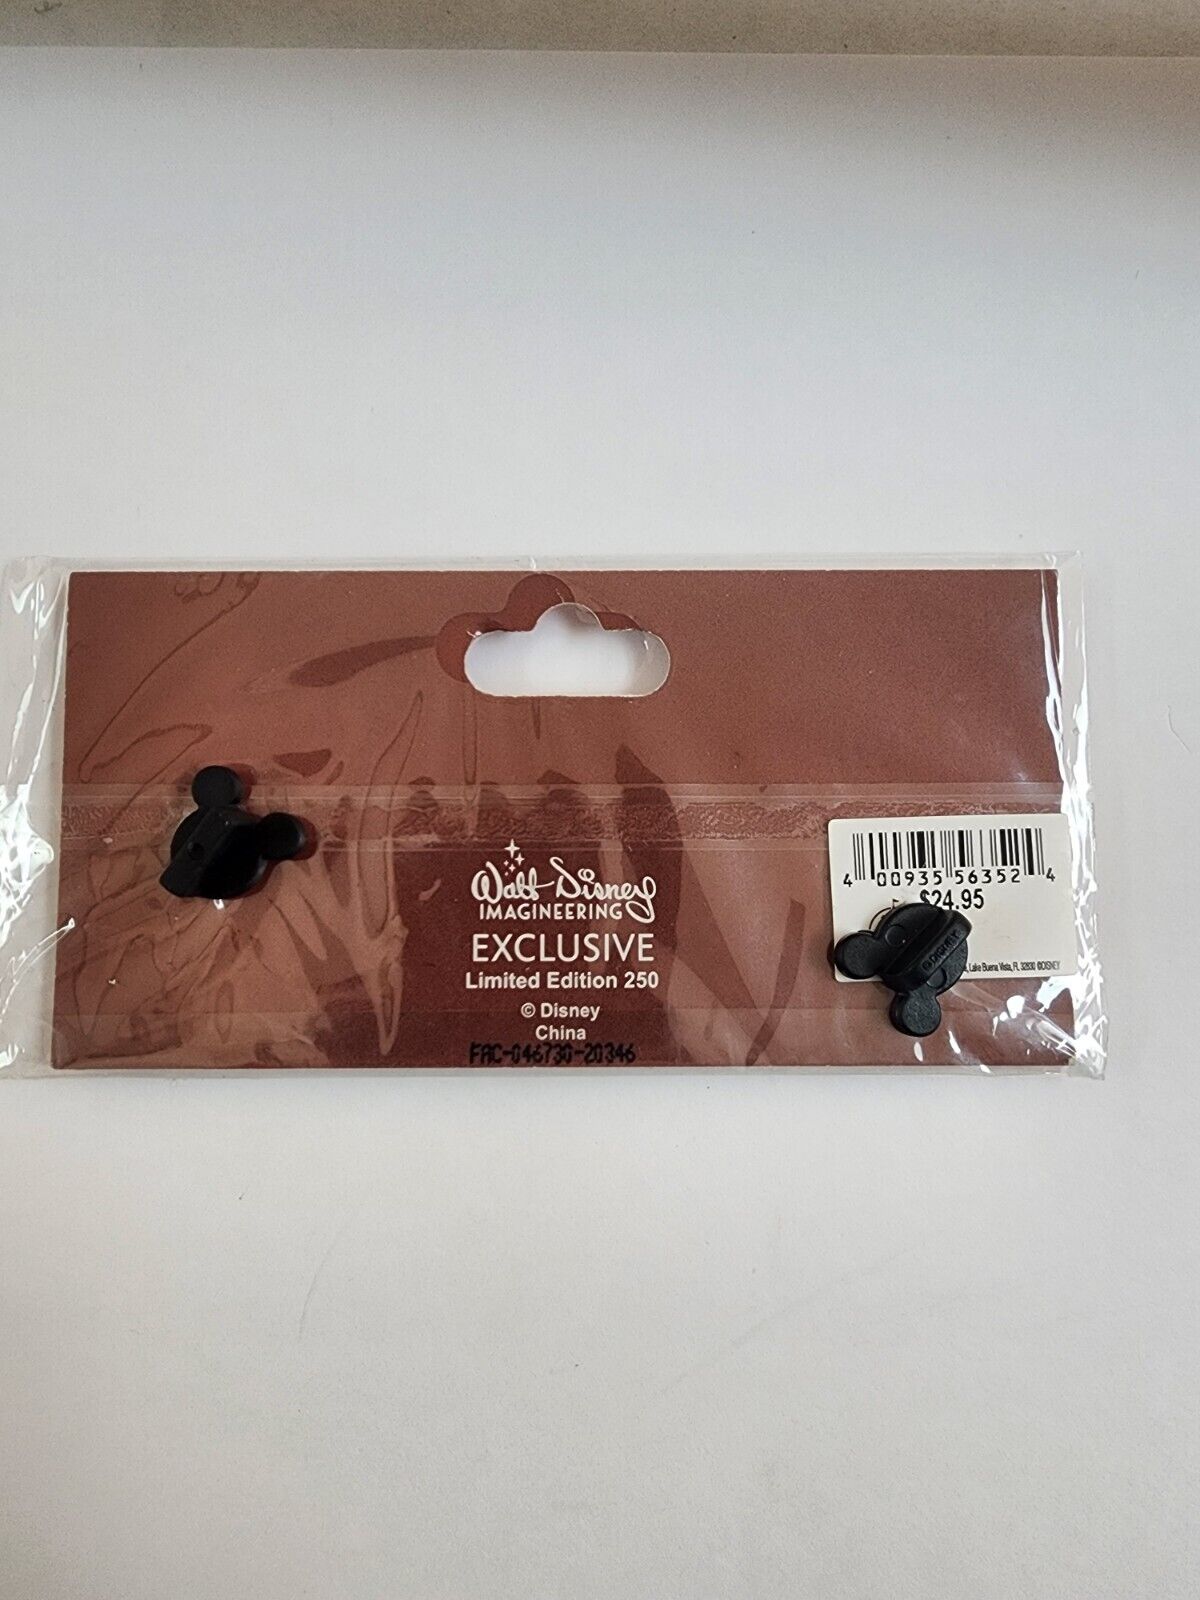 Walt Disney
IMAGINEERING
EXCLUSIVE
Limited Edition 250
© Disney
China
FAC-046730-20346
4 00935 56352 4
$24.95
Lake Buena Vista, FL 32830 ©DISNEY
©DISNEY